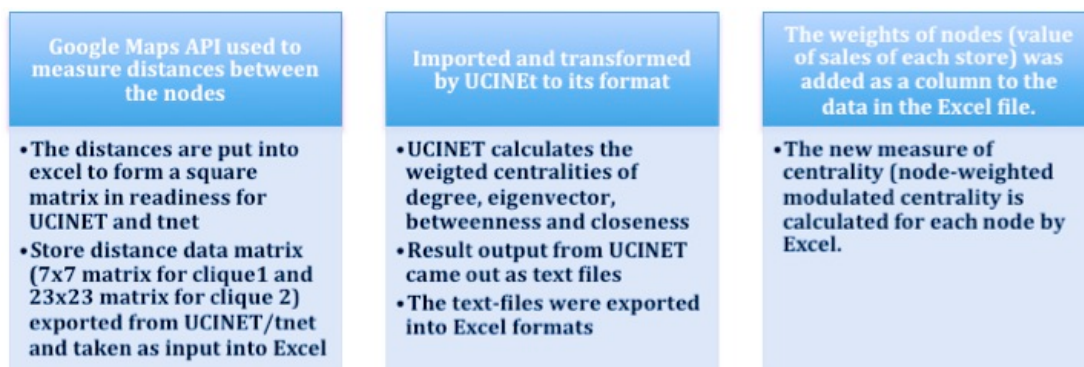 Google Maps API used to
measure distances between
the nodes
•The distances are put into
excel to form a square
matrix in readiness for
UCINET and tnet
•Store distance data matrix
(7x7 matrix for clique1 and
23x23 matrix for clique 2)
exported from UCINET/tnet
and taken as input into Excel
Imported and transformed
by UCINEt to its format
•UCINET calculates the
weigted centralities of
degree, eigenvector,
betweenness and closeness
•Result output from UCINET
came out as text files
•The text-files were exported
into Excel formats
The weights of nodes (value
of sales of each store) was
added as a column to the
data in the Excel file.
•The new measure of
centrality (node-weighted
modulated centrality is
calculated for each node by
Excel.